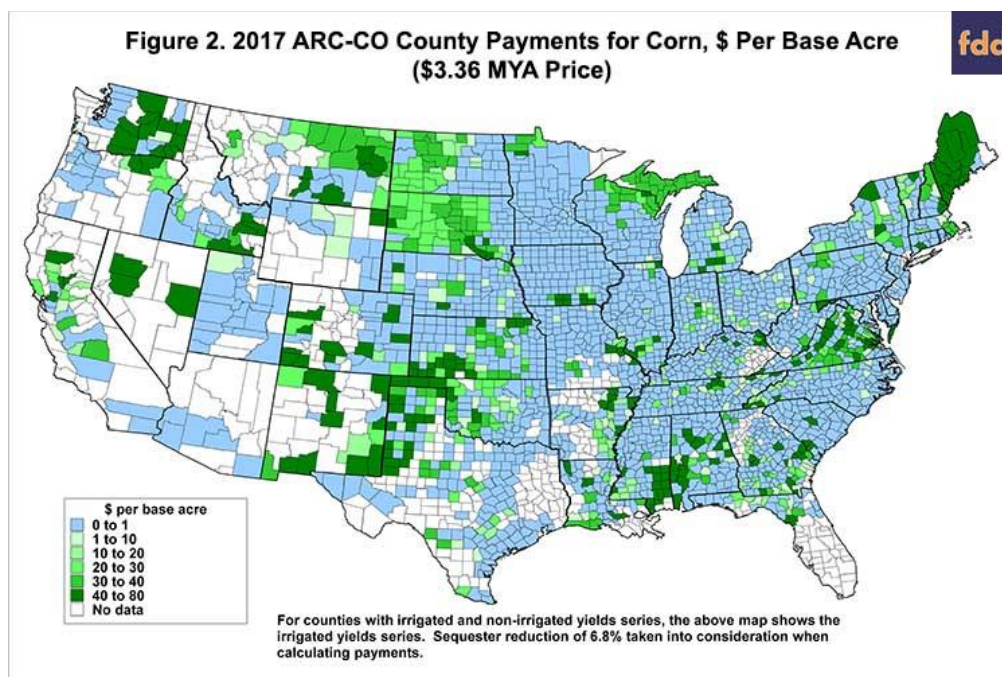 Figure 2. 2017 ARC-CO County Payments for Corn, $ Per Base Acre
($3.36 MYA Price)
fdd
$ per base acre
0 to 1
1 to 10
10 to 20
20 to 30
30 to 40
40 to 80
No data
For counties with irrigated and non-irrigated yields series, the above map shows the
irrigated yields series. Sequester reduction of 6.8% taken into consideration when
calculating payments.